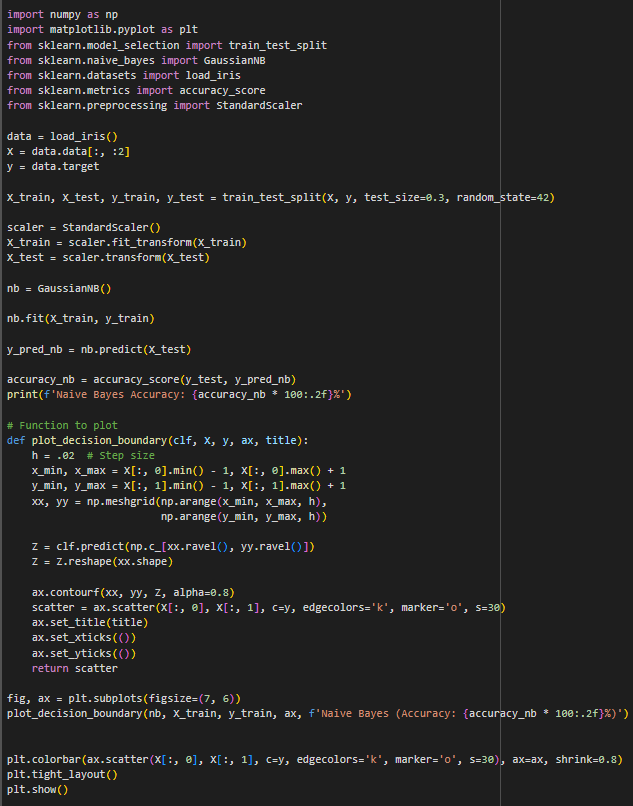 import numpy as np
import matplotlib.pyplot as plt
from sklearn.model_selection import train_test_split
from sklearn.naive_bayes import GaussianNB
from sklearn.datasets import load_iris
from sklearn.metrics import accuracy_score
from sklearn.preprocessing import StandardScaler

data = load_iris()
X = data.data[:, :2]
y = data.target

X_train, X_test, y_train, y_test = train_test_split(X, y, test_size=0.3, random_state=42)

scaler = StandardScaler()
X_train = scaler.fit_transform(X_train)
X_test = scaler.transform(X_test)

nb = GaussianNB()

nb.fit(X_train, y_train)

y_pred_nb = nb.predict(X_test)

accuracy_nb = accuracy_score(y_test, y_pred_nb)
print(f'Naive Bayes Accuracy: {accuracy_nb * 100:.2f}%')

# Function to plot
def plot_decision_boundary(clf, X, y, ax, title):
    h = .02  # Step size
    x_min, x_max = X[:, 0].min() - 1, X[:, 0].max() + 1
    y_min, y_max = X[:, 1].min() - 1, X[:, 1].max() + 1
    xx, yy = np.meshgrid(np.arange(x_min, x_max, h),
                         np.arange(y_min, y_max, h))

    Z = clf.predict(np.c_[xx.ravel(), yy.ravel()])
    Z = Z.reshape(xx.shape)

    ax.contourf(xx, yy, Z, alpha=0.8)
    scatter = ax.scatter(X[:, 0], X[:, 1], c=y, edgecolors='k', marker='o', s=30)
    ax.set_title(title)
    ax.set_xticks(())
    ax.set_yticks(())
    return scatter

fig, ax = plt.subplots(figsize=(7, 6))
plot_decision_boundary(nb, X_train, y_train, ax, f'Naive Bayes (Accuracy: {accuracy_nb * 100:.2f}%)')


plt.colorbar(ax.scatter(X[:, 0], X[:, 1], c=y, edgecolors='k', marker='o', s=30), ax=ax, shrink=0.8)
plt.tight_layout()
plt.show()